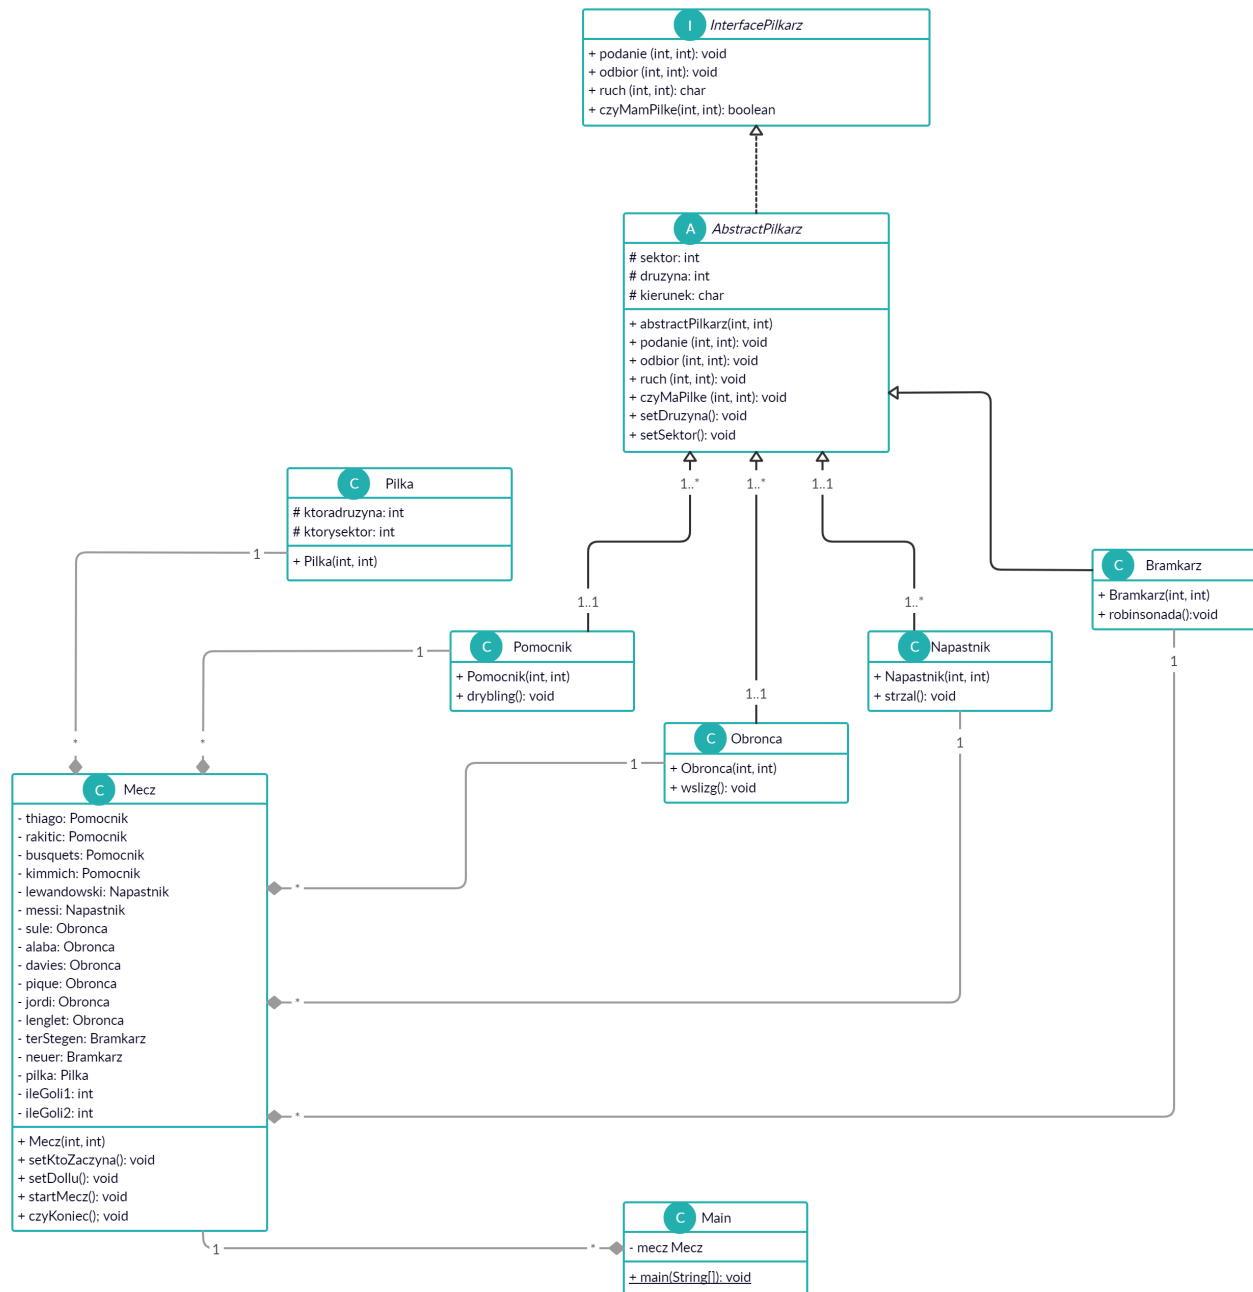 I InterfacePilkarz
+ podanie (int, int): void
+ odbior (int, int): void
+ ruch (int, int): char
+ czyMamPilke(int, int): boolean
A AbstractPilkarz
# sektor: int
# druzyna: int
# kierunek: char
+ abstractPilkarz(int, int)
+ podanie (int, int): void
+ odbior (int, int): void
+ ruch (int, int): void
+ czyMaPilke (int, int): void
+ setDruzyna(): void
+ setSektor(): void
1..*
1..*
1..1
C Pilka
# ktoradruzyna: int
# ktorysektor: int
+ Pilka(int, int)
1
C Bramkarz
+ Bramkarz(int, int)
+ robinsonada():void
1
1..1
1..*
C Pomocnik
+ Pomocnik(int, int)
+ drybling(): void
1
C Napastnik
+ Napastnik(int, int)
+ strzal(): void
1
1..1
C Obronca
+ Obronca(int, int)
+ wslizg(): void
1
*
*
C Mecz
- thiago: Pomocnik
- rakitic: Pomocnik
- busquets: Pomocnik
- kimmich: Pomocnik
- lewandowski: Napastnik
- messi: Napastnik
- sule: Obronca
- alaba: Obronca
- davies: Obronca
- pique: Obronca
- jordi: Obronca
- lenglet: Obronca
- terStegen: Bramkarz
- neuer: Bramkarz
- pilka: Pilka
- ileGoli1: int
- ileGoli2: int
+ Mecz(int, int)
+ setKtoZaczyna(): void
+ setDollu(): void
+ startMecz(): void
+ czyKoniec(); void
*
*
*
1
*
C Main
- mecz Mecz
+ main(String[]): void